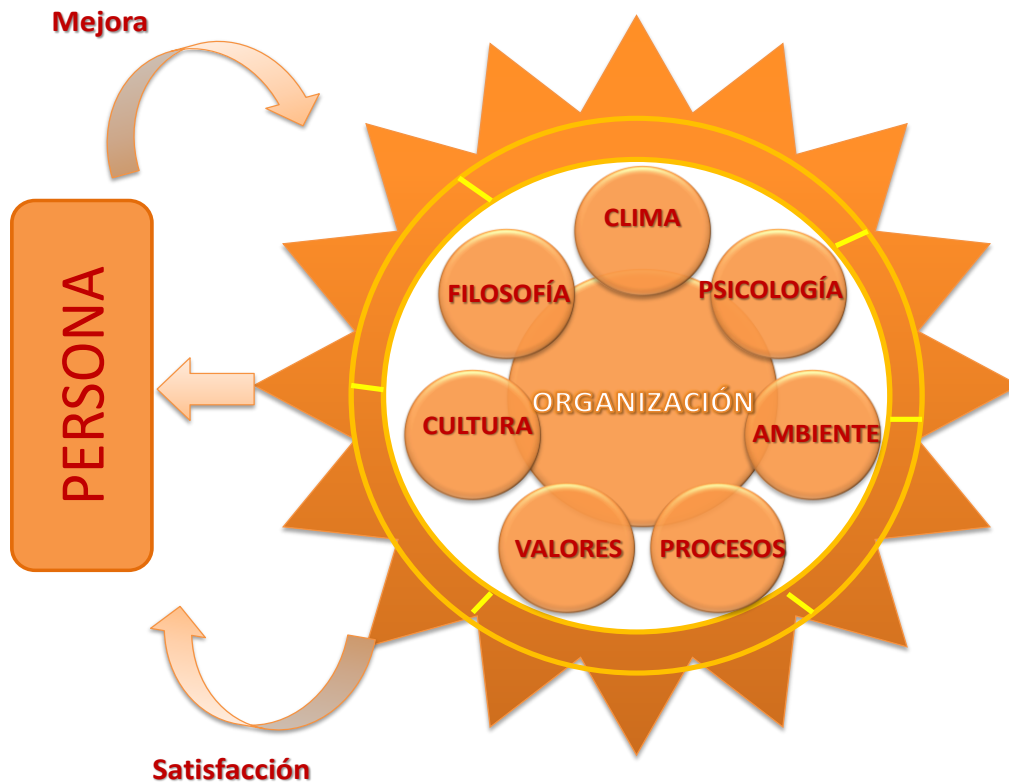 Mejora
PERSONA
CLIMA
FILOSOFÍA
PSICOLOGÍA
ORGANIZACIÓN
CULTURA
AMBIENTE
VALORES
PROCESOS
Satisfacción